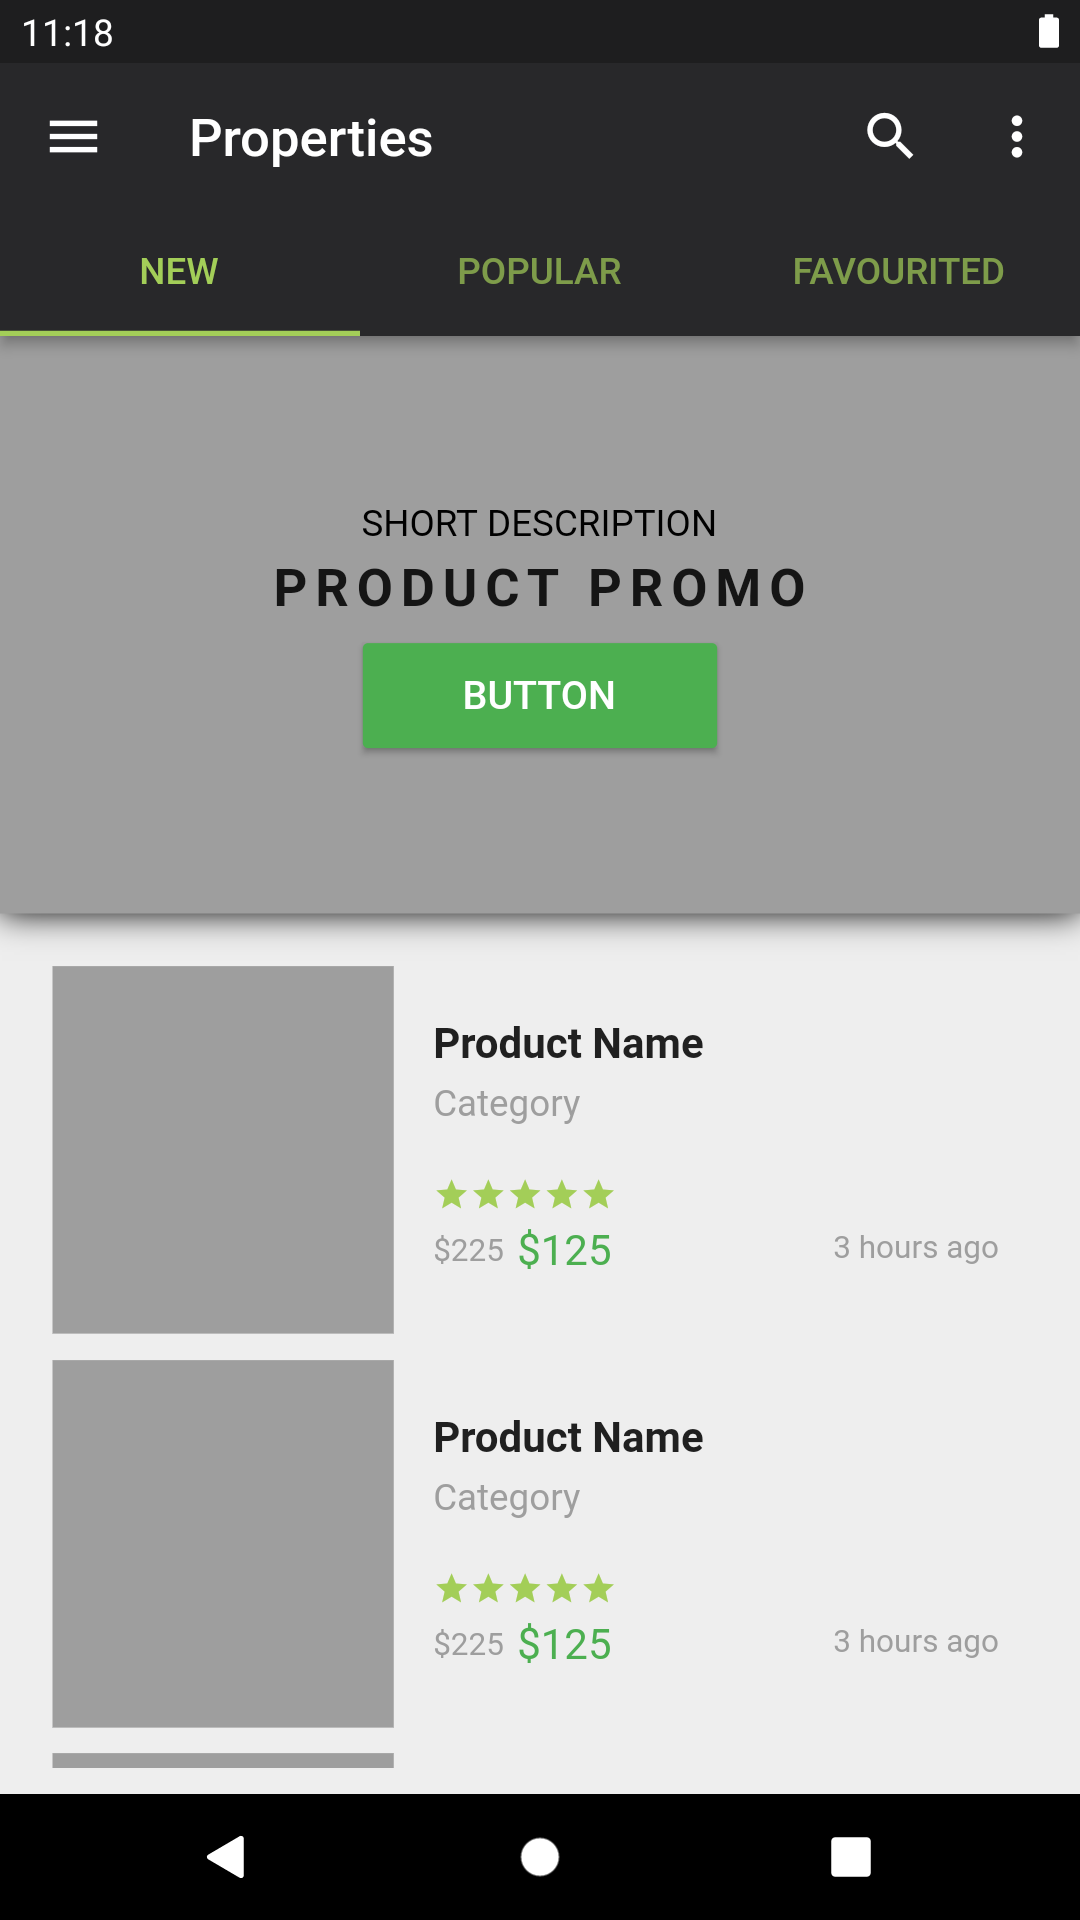 11:18
Properties
NEW POPULAR FAVOURITED
SHORT DESCRIPTION
PRODUCT PROMO
BUTTON
Product Name
Category
$225 $125 3 hours ago
Product Name
Category
$225 $125 3 hours ago